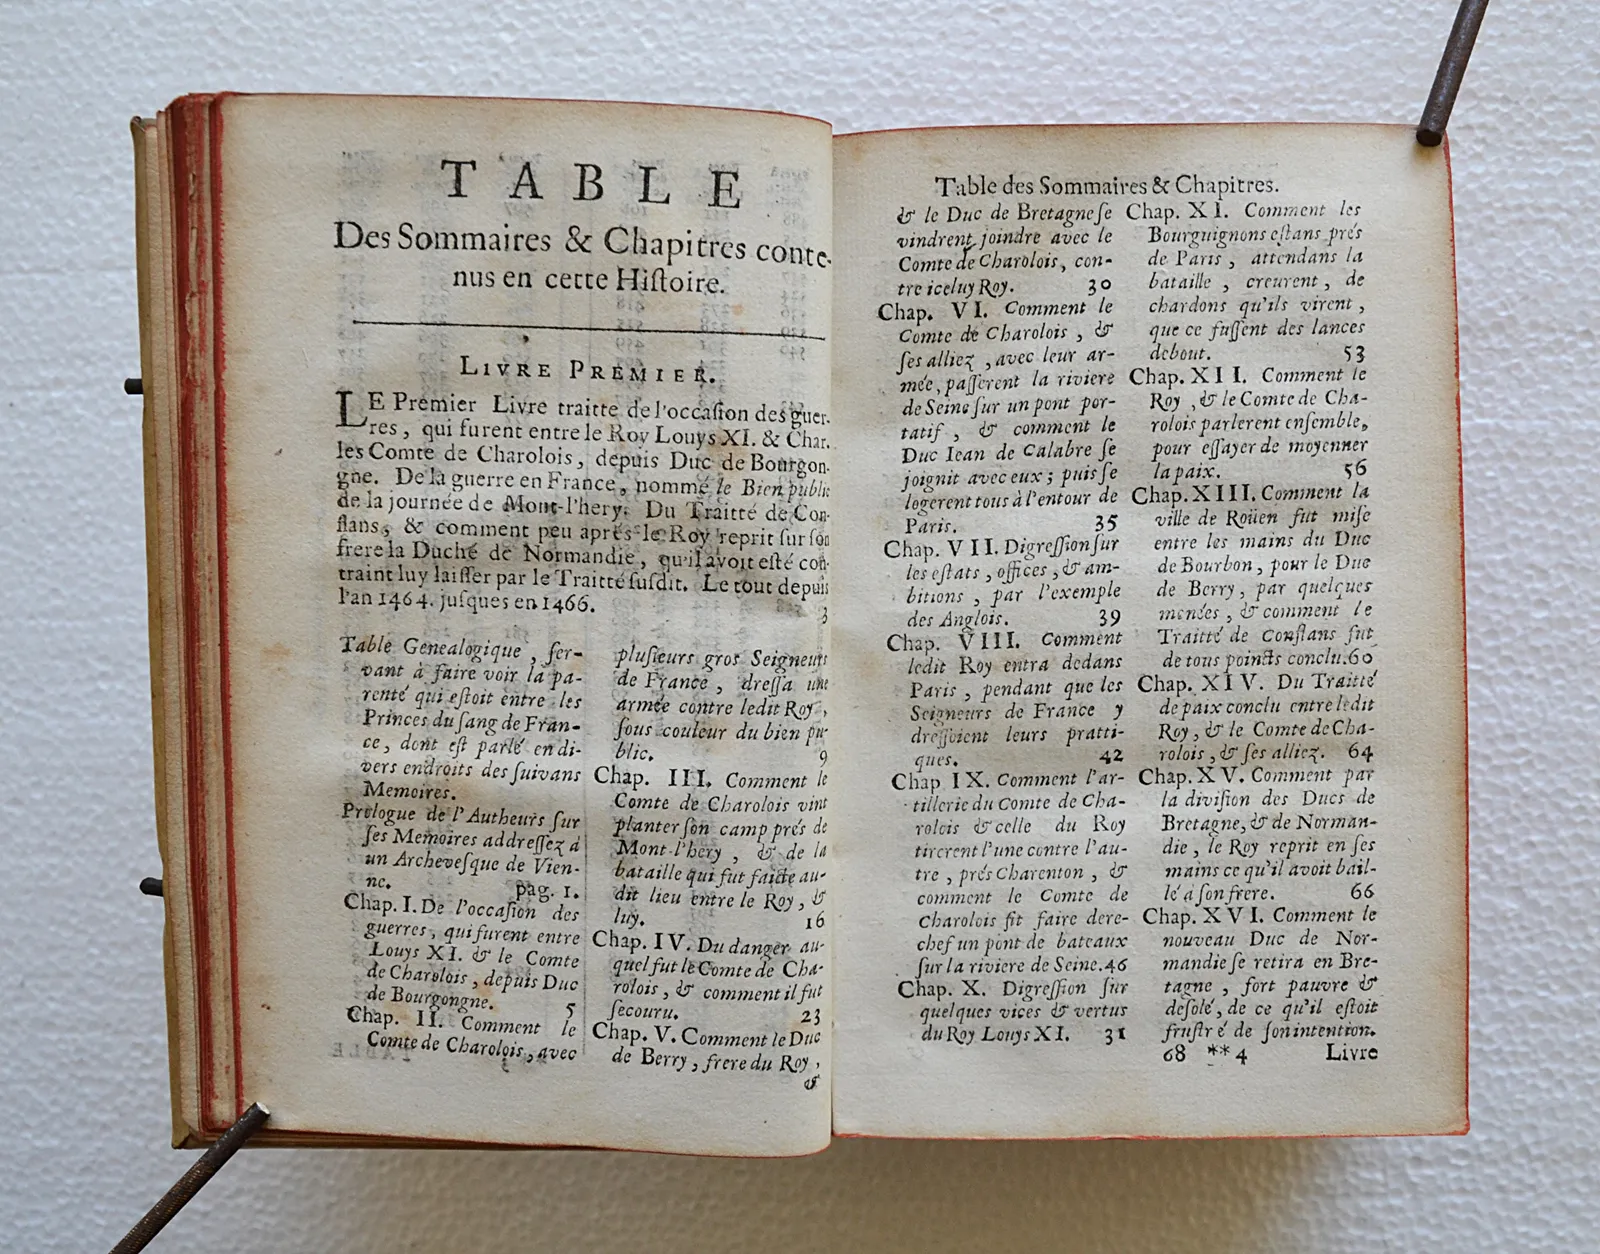 TABLE
Des Sommaires & Chapitres conte-
nus en cette Hiſtoire.
LIVRE PREMIER.
LE Premier Livre traitte de l'occaſion des guer-
res, qui furent entre le Roy Louys XI. & Char-
les Comte de Charolois, depuis Duc de Bourgon-
gne. De la guerre en France, nommé le Bien public
de la journée de Mont-l'hery. Du Traitté de Con-
flans, & comment peu aprés le Roy reprit ſur ſon
frere la Duché de Normandie, qu'il avoit eſté con-
traint luy laiſſer par le Traitté ſuſdit. Le tout depuis
l'an 1464. juſques en 1466.
3
Table Genealogique, ſer-
vant à faire voir la pa-
renté qui eſtoit entre les
Princes du ſang de Fran-
ce, dont eſt parlé en di-
vers endroits des ſuivans
Memoires.
Prologue de l'Autheurs ſur
ſes Memoires addreſſez à
un Archeveſque de Vien-
ne. pag. 1.
Chap. I. De l'occaſion des
guerres, qui furent entre
Louys XI. & le Comte
de Charolois, depuis Duc
de Bourgongne. 5
Chap. II. Comment le
Comte de Charolois, avec
pluſieurs gros Seigneurs
de France, dreſſa une
armée contre ledit Roy,
ſous couleur du bien pu-
blic. 9
Chap. III. Comment le
Comte de Charolois vint
planter ſon camp prés de
Mont-l'hery, & de la
bataille qui fut faicte au-
dit lieu entre le Roy, &
luy. 16
Chap. IV. Du danger au-
quel fut le Comte de Cha-
rolois, & comment il fut
ſecouru. 23
Chap. V. Comment le Duc
de Berry, frere du Roy,
&
Table des Sommaires & Chapitres.
& le Duc de Bretagne ſe
vindrent joindre avec le
Comte de Charolois, con-
tre iceluy Roy. 30
Chap. VI. Comment le
Comte de Charolois, &
ſes alliez, avec leur ar-
mée, paſſerent la riviere
de Seine ſur un pont por-
tatif, & comment le
Duc Iean de Calabre ſe
joignit avec eux; puis ſe
logerent tous à l'entour de
Paris. 35
Chap. VII. Digreſſion ſur
les eſtats, offices, & am-
bitions, par l'exemple
des Anglois. 39
Chap. VIII. Comment
ledit Roy entra dedans
Paris, pendant que les
Seigneurs de France y
dreſſoient leurs pratti-
ques. 42
Chap IX. Comment l'ar-
tillerie du Comte de Cha-
rolois & celle du Roy
tirerent l'une contre l'au-
tre, prés Charenton, &
comment le Comte de
Charolois fit faire dere-
chef un pont de bateaux
ſur la riviere de Seine. 46
Chap. X. Digreſſion ſur
quelques vices & vertus
du Roy Louys XI. 31
Chap. XI. Comment les
Bourguignons eſtans prés
de Paris, attendans la
bataille, creurent, de
chardons qu'ils virent,
que ce fuſſent des lances
debout. 53
Chap. XII. Comment le
Roy, & le Comte de Cha-
rolois parlerent enſemble,
pour eſſayer de moyenner
la paix. 56
Chap. XIII. Comment la
ville de Roüen fut miſe
entre les mains du Duc
de Bourbon, pour le Duc
de Berry, par quelques
menées, & comment le
Traitté de Conflans fut
de tous poincts conclu. 60
Chap. XIV. Du Traitté
de paix conclu entre ledit
Roy, & le Comte de Cha-
rolois, & ſes alliez. 64
Chap. XV. Comment par
la diviſion des Ducs de
Bretagne, & de Norman-
die, le Roy reprit en ſes
mains ce qu'il avoit bail-
lé à ſon frere. 66
Chap. XVI. Comment le
nouveau Duc de Nor-
mandie ſe retira en Bre-
tagne, fort pauvre &
deſolé, de ce qu'il eſtoit
fruſtré de ſon intention.
68 **4 Livre